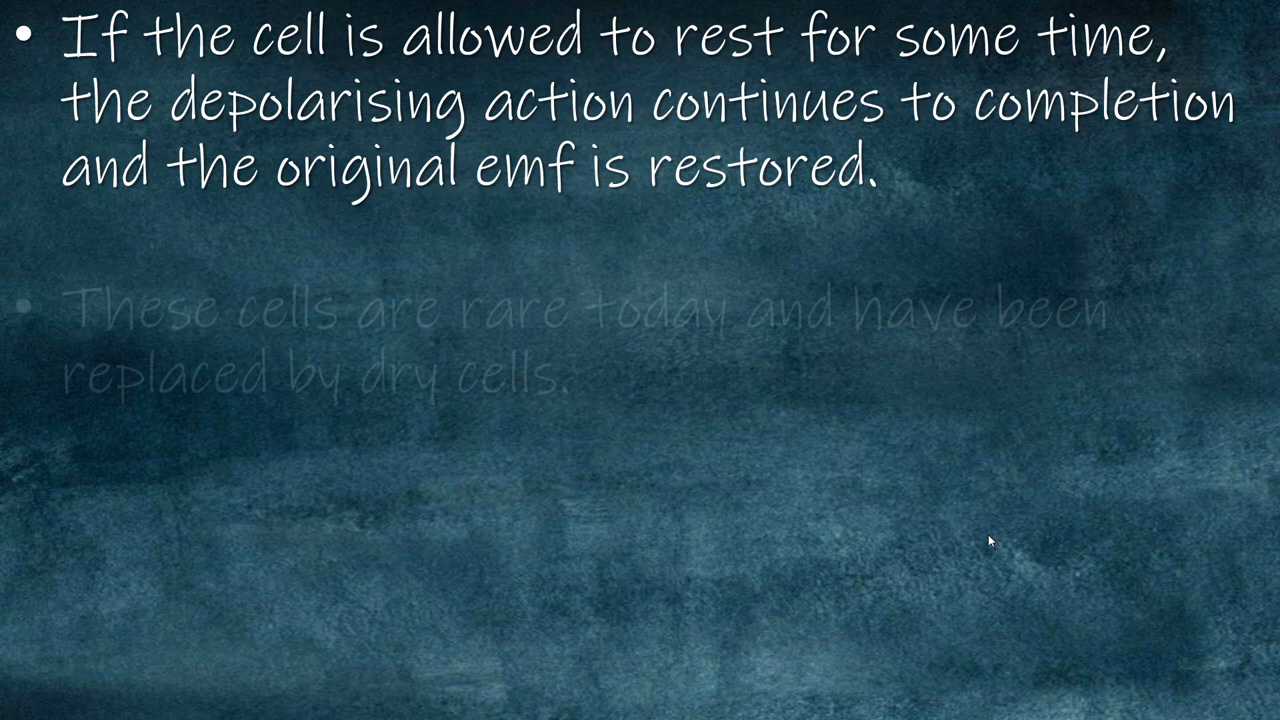 • If the cell is allowed to rest for some time,
the depolarising action continues to completion
and the original emf is restored.
• These cells are rare today and have been
replaced by dry cells.